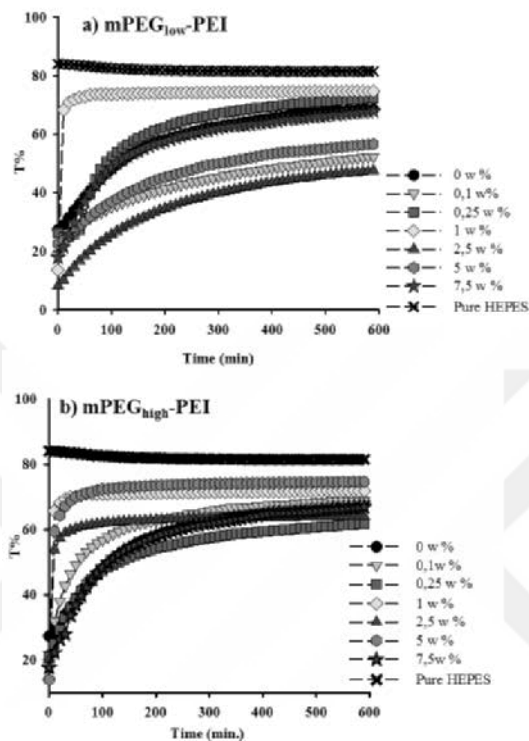 a) mPEGlow-PEI
100
80
60
40
20
0
T%
0 100 200 300 400 500 600
Time (min)
0 w %
0,1 w%
0,25 w %
1 w %
2,5 w %
5 w %
7,5 w %
Pure HEPES
b) mPEGhigh-PEI
100
80
60
40
20
T%
0 100 200 300 400 500 600
Time (min.)
0 w %
0,1w %
0,25 w %
1 w %
2,5 w %
5 w %
7,5w %
Pure HEPES